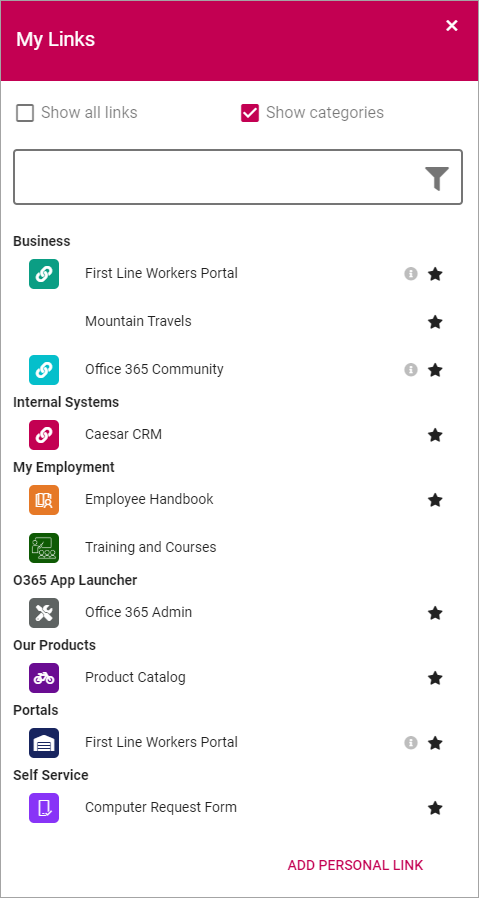 My Links
Show all links
Show categories
Business
First Line Workers Portal
Mountain Travels
Office 365 Community
Internal Systems
Caesar CRM
My Employment
Employee Handbook
Training and Courses
O365 App Launcher
Office 365 Admin
Our Products
Product Catalog
Portals
First Line Workers Portal
Self Service
Computer Request Form
ADD PERSONAL LINK